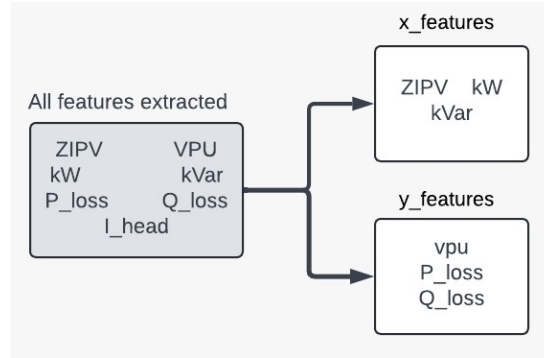 x_features
ZIPV kW
kVar
All features extracted
ZIPV VPU
kW kVar
P_loss Q_loss
I_head
y_features
vpu
P_loss
Q_loss